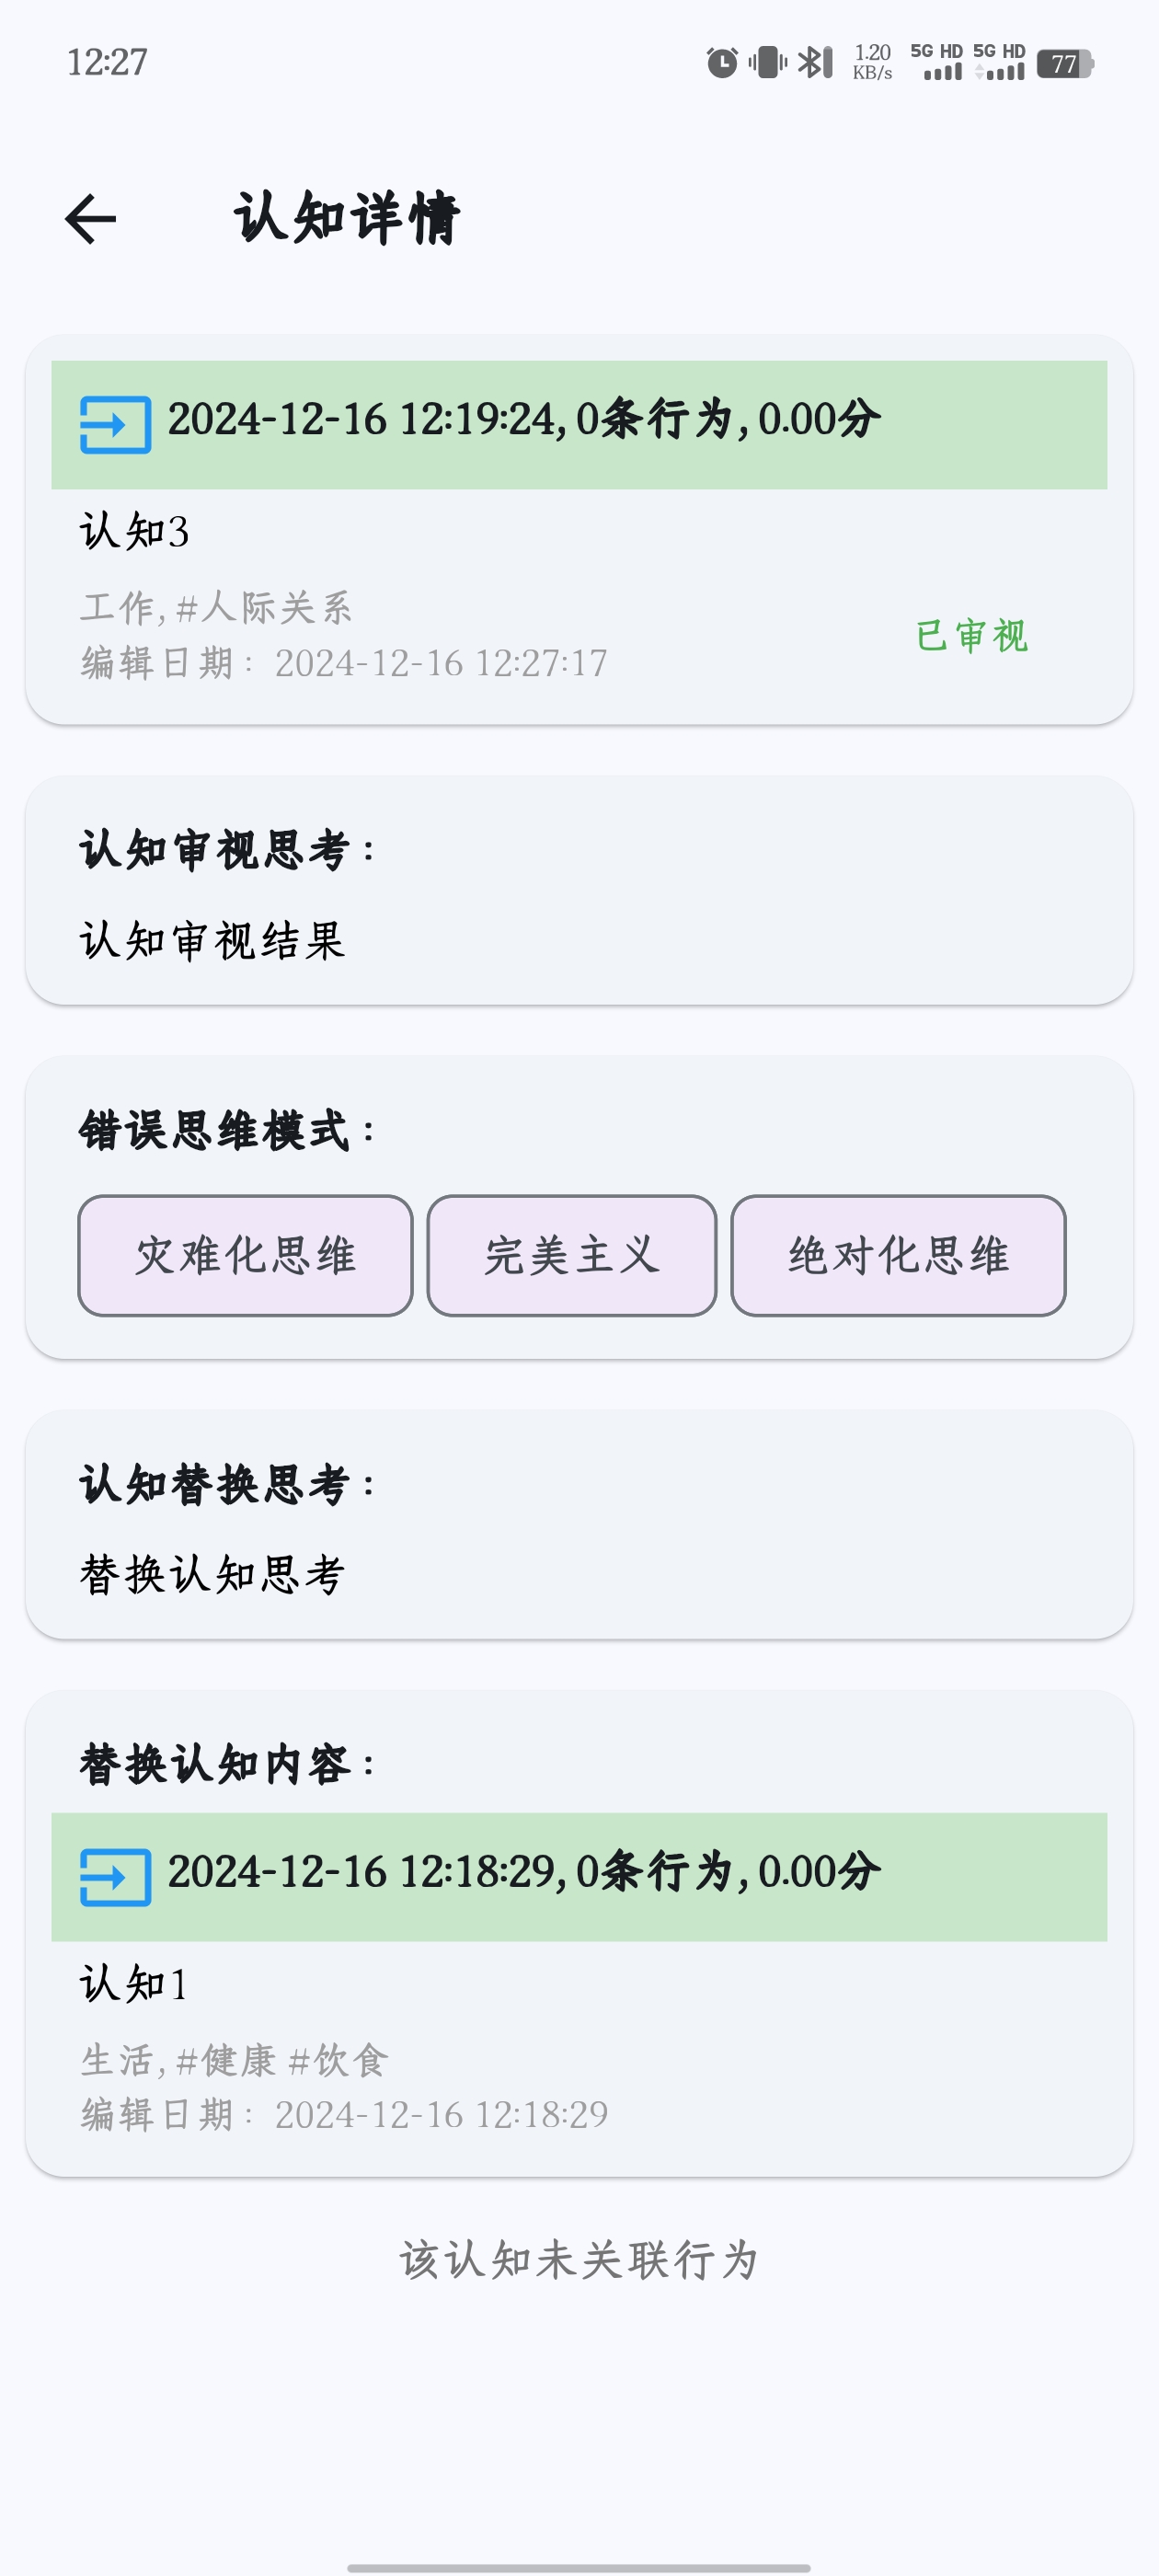 12:27
1.20
KB/s
5G HD 5G HD
77
认知详情
2024-12-16 12:19:24, 0条行为, 0.00分
认知3
工作, #人际关系
编辑日期：2024-12-16 12:27:17
已审视
认知审视思考：
认知审视结果
错误思维模式：
灾难化思维 完美主义 绝对化思维
认知替换思考：
替换认知思考
替换认知内容：
2024-12-16 12:18:29, 0条行为, 0.00分
认知1
生活, #健康 #饮食
编辑日期：2024-12-16 12:18:29
该认知未关联行为